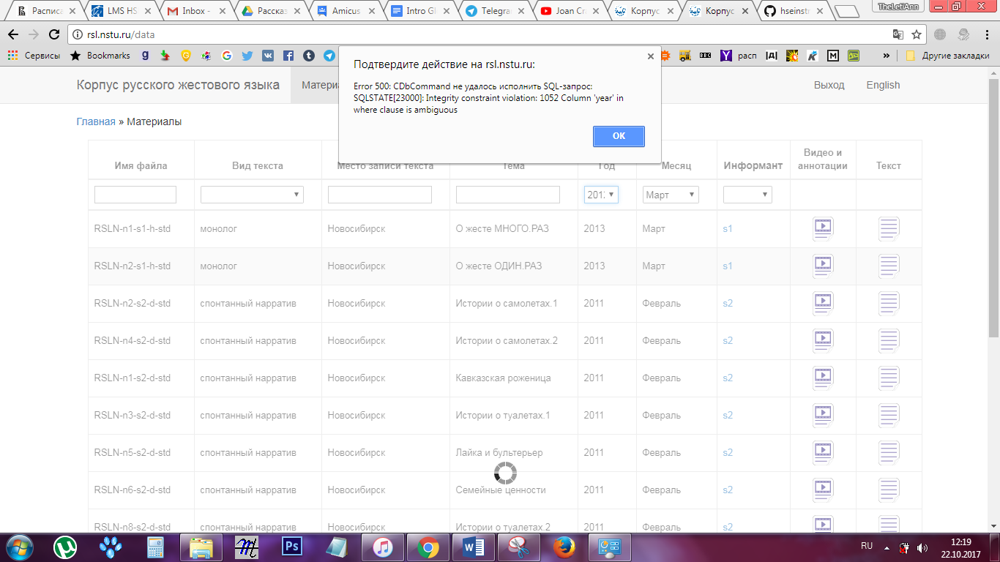 Расписа
LMS HS
Inbox -
Рассказ
Amicus
Intro Gl
Telegra
Joan Cr
Корпус
Корпус
hseinstr
TheLetiAnn
rsl.nstu.ru/data
Сервисы
Bookmarks
расп
»
Другие закладки
Подтвердите действие на rsl.nstu.ru:
Error 500: CDbCommand не удалось исполнить SQL-запрос:
SQLSTATE[23000]: Integrity constraint violation: 1052 Column 'year' in
where clause is ambiguous
OK
Корпус русского жестового языка
Материа
Выход
English
Главная » Материалы
Имя файла Вид текста Место записи текста Тема Год Месяц Информант Видео и аннотации Текст
201 Март
RSLN-n1-s1-h-std монолог Новосибирск О жесте МНОГО.РАЗ 2013 Март s1
RSLN-n2-s1-h-std монолог Новосибирск О жесте ОДИН.РАЗ 2013 Март s1
RSLN-n2-s2-d-std спонтанный нарратив Новосибирск Истории о самолетах.1 2011 Февраль s2
RSLN-n4-s2-d-std спонтанный нарратив Новосибирск Истории о самолетах.2 2011 Февраль s2
RSLN-n1-s2-d-std спонтанный нарратив Новосибирск Кавказская роженица 2011 Февраль s2
RSLN-n3-s2-d-std спонтанный нарратив Новосибирск Истории о туалетах.1 2011 Февраль s2
RSLN-n5-s2-d-std спонтанный нарратив Новосибирск Лайка и бультерьер 2011 Февраль s2
RSLN-n6-s2-d-std спонтанный нарратив Новосибирск Семейные ценности 2011 Февраль s2
RSLN-n8-s2-d-std спонтанный нарратив Новосибирск Истории о туалетах.2 2011 Февраль s2
RU
12:19
22.10.2017